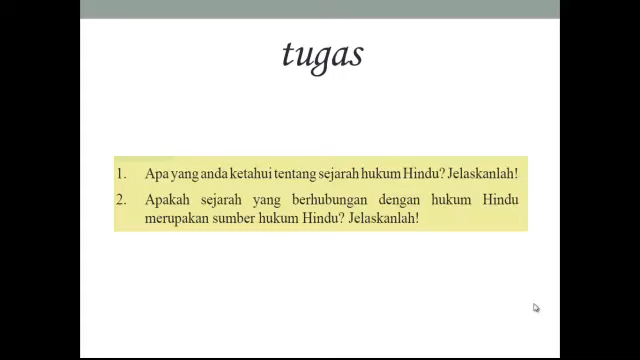 tugas
1. Apa yang anda ketahui tentang sejarah hukum Hindu? Jelaskanlah!
2. Apakah sejarah yang berhubungan dengan hukum Hindu
merupakan sumber hukum Hindu? Jelaskanlah!